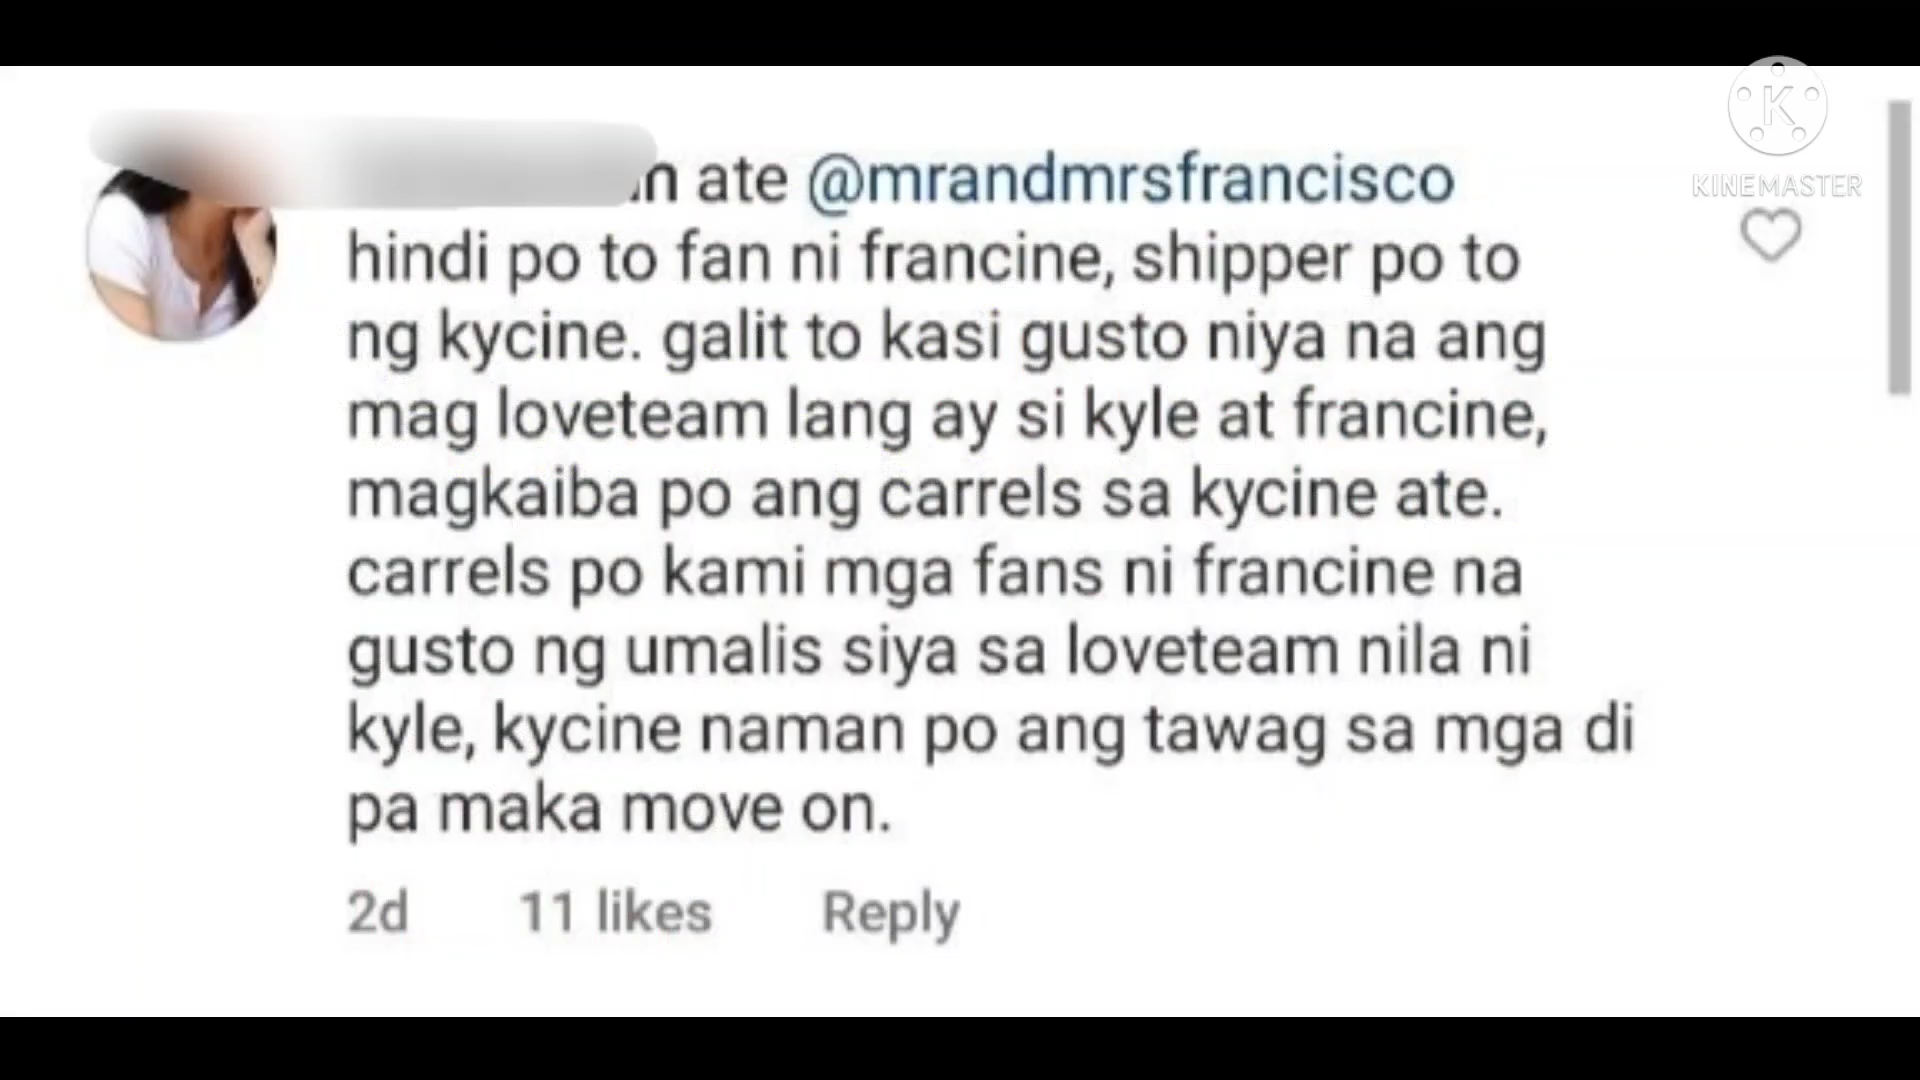 ate @mrandmrsfrancisco
hindi po to fan ni francine, shipper po to
ng kycine. galit to kasi gusto niya na ang
mag loveteam lang ay si kyle at francine,
magkaiba po ang carrels sa kycine ate.
carrels po kami mga fans ni francine na
gusto ng umalis siya sa loveteam nila ni
kyle, kycine naman po ang tawag sa mga di
pa maka move on.
2d 11 likes Reply
K
KINEMASTER